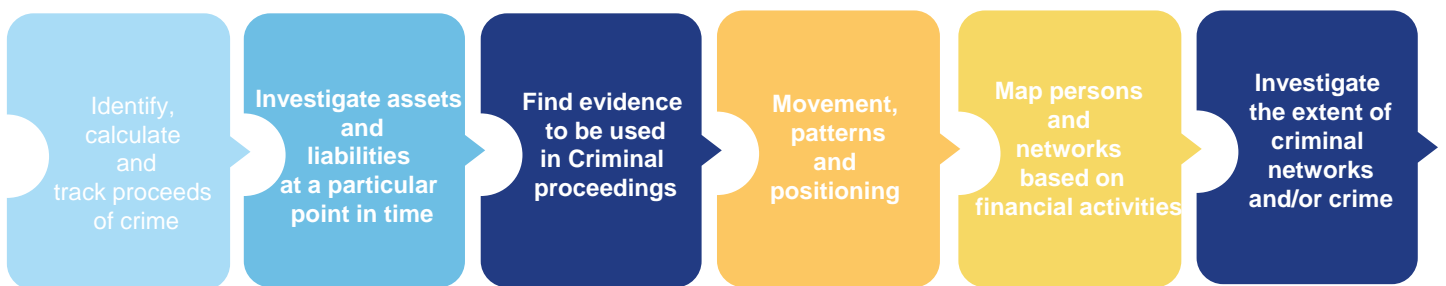 Identify,
calculate
and
track proceeds
of crime
Investigate assets
and
liabilities
at a particular
point in time
Find evidence
to be used
in Criminal
proceedings
Movement,
patterns
and
positioning
Map persons
and
networks
based on
financial activities
Investigate
the extent of
criminal
networks
and/or crime